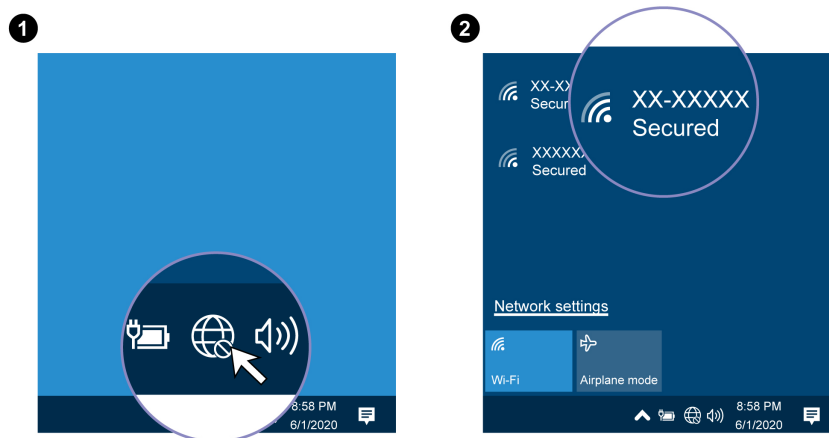 1
8:58 PM
6/1/2020
2
XX-XX
Secur
XX-XXXXX
Secured
XXXXXX
Secured
Network settings
Wi-Fi
Airplane mode
8:58 PM
6/1/2020